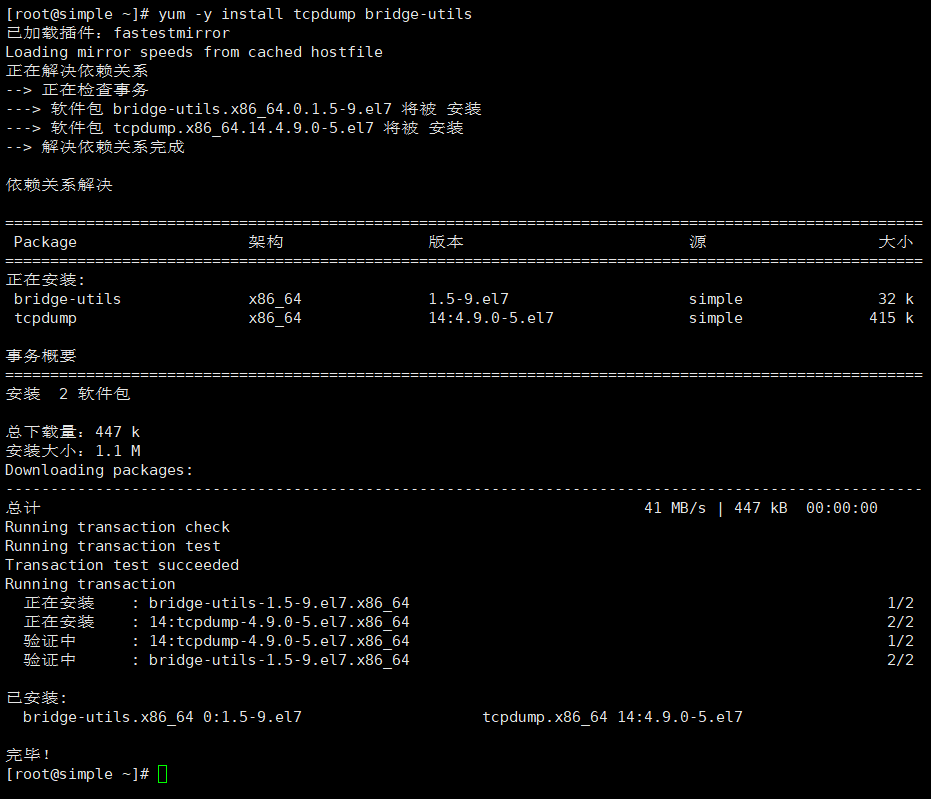 [root@simple ~]# yum -y install tcpdump bridge-utils
已加载插件：fastestmirror
Loading mirror speeds from cached hostfile
正在解决依赖关系
--> 正在检查事务
---> 软件包 bridge-utils.x86_64.0.1.5-9.el7 将被 安装
---> 软件包 tcpdump.x86_64.14.4.9.0-5.el7 将被 安装
--> 解决依赖关系完成
依赖关系解决
======================================================================================================
Package 架构 版本 源 大小
======================================================================================================
正在安装:
bridge-utils x86_64 1.5-9.el7 simple 32 k
tcpdump x86_64 14:4.9.0-5.el7 simple 415 k
事务概要
======================================================================================================
安装 2 软件包
总下载量：447 k
安装大小：1.1 M
Downloading packages:
------------------------------------------------------------------------------------------------------
总计 41 MB/s | 447 kB 00:00:00
Running transaction check
Running transaction test
Transaction test succeeded
Running transaction
正在安装 : bridge-utils-1.5-9.el7.x86_64 1/2
正在安装 : 14:tcpdump-4.9.0-5.el7.x86_64 2/2
验证中 : 14:tcpdump-4.9.0-5.el7.x86_64 1/2
验证中 : bridge-utils-1.5-9.el7.x86_64 2/2
已安装:
bridge-utils.x86_64 0:1.5-9.el7 tcpdump.x86_64 14:4.9.0-5.el7
完毕！
[root@simple ~]#